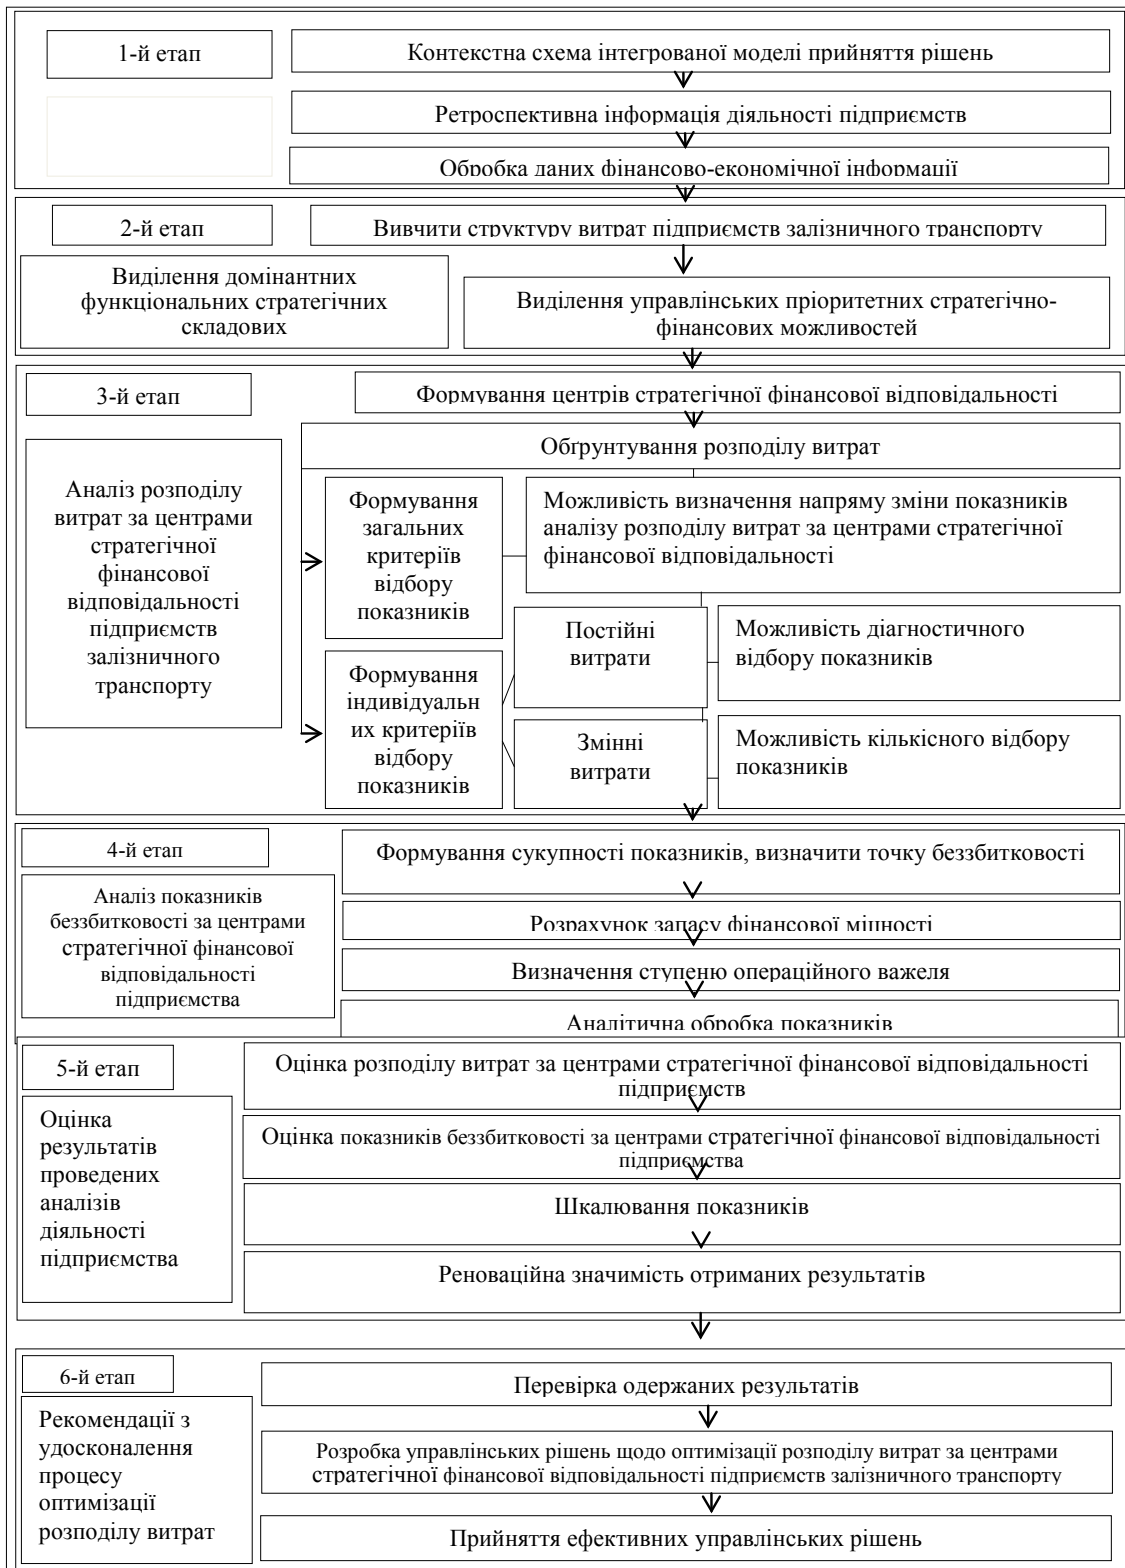 1-й етап
Контекстна схема інтегрованої моделі прийняття рішень
Ретроспективна інформація діяльності підприємств
Обробка даних фінансово-економічної інформації
2-й етап
Вивчити структуру витрат підприємств залізничного транспорту
Виділення домінантних
функціональних стратегічних
складових
Виділення управлінських пріоритетних стратегічно-
фінансових можливостей
3-й етап
Формування центрів стратегічної фінансової відповідальності
Обґрунтування розподілу витрат
Аналіз розподілу
витрат за центрами
стратегічної
фінансової
відповідальності
підприємств
залізничного
транспорту
Формування
загальних
критеріїв
відбору
показників
Можливість визначення напряму зміни показників
аналізу розподілу витрат за центрами стратегічної
фінансової відповідальності
Формування
індивідуальн
их критеріїв
відбору
показників
Постійні
витрати
Можливість діагностичного
відбору показників
Змінні
витрати
Можливість кількісного відбору
показників
4-й етап
Формування сукупності показників, визначити точку беззбитковості
Аналіз показників
беззбитковості за центрами
стратегічної фінансової
відповідальності
підприємства
Розрахунок запасу фінансової міцності
Визначення ступеню операційного важеля
Аналітична обробка показників
5-й етап
Оцінка розподілу витрат за центрами стратегічної фінансової відповідальності
підприємств
Оцінка
результатів
проведених
аналізів
діяльності
підприємства
Оцінка показників беззбитковості за центрами стратегічної фінансової відповідальності
підприємства
Шкалювання показників
Реноваційна значимість отриманих результатів
6-й етап
Перевірка одержаних результатів
Рекомендації з
удосконалення
процесу
оптимізації
розподілу витрат
Розробка управлінських рішень щодо оптимізації розподілу витрат за центрами
стратегічної фінансової відповідальності підприємств залізничного транспорту
Прийняття ефективних управлінських рішень